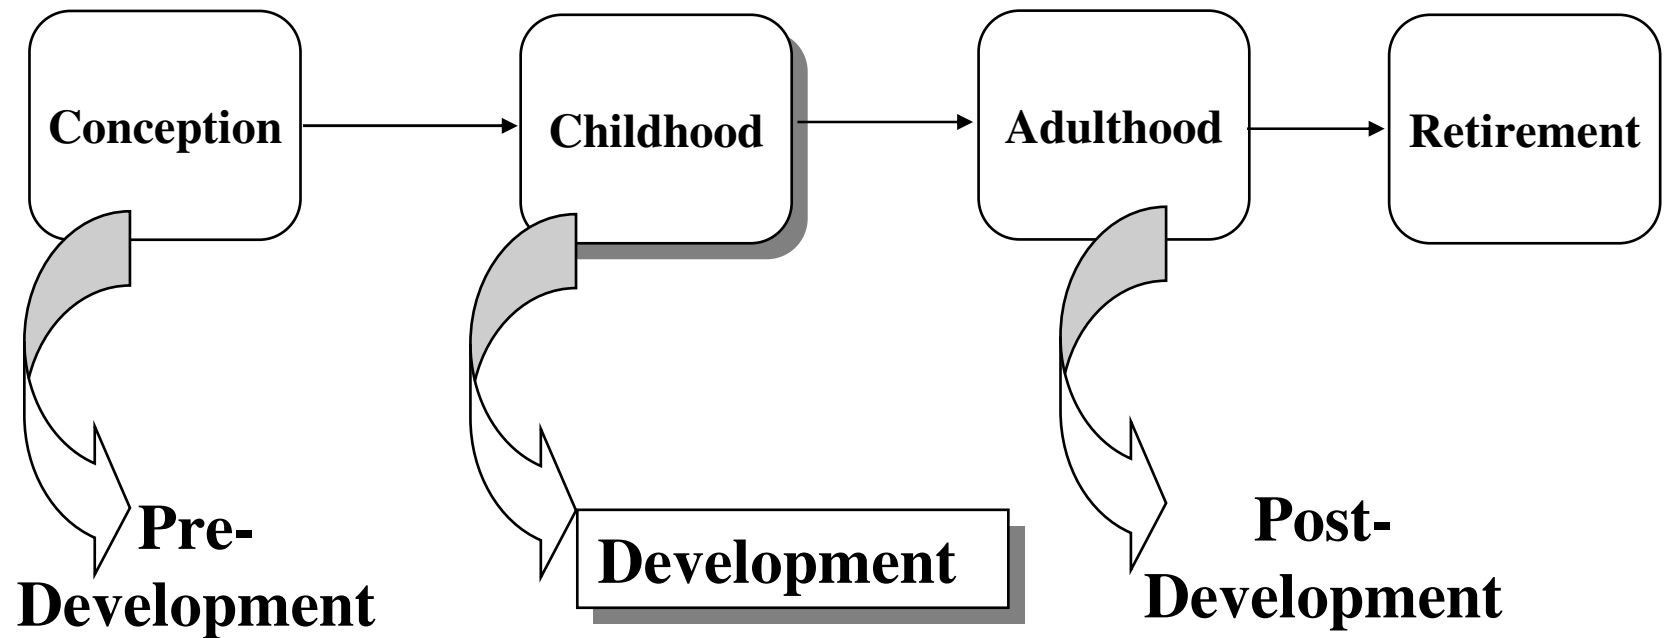 Conception
Childhood
Adulthood
Retirement
Pre-
Development
Development
Post-
Development